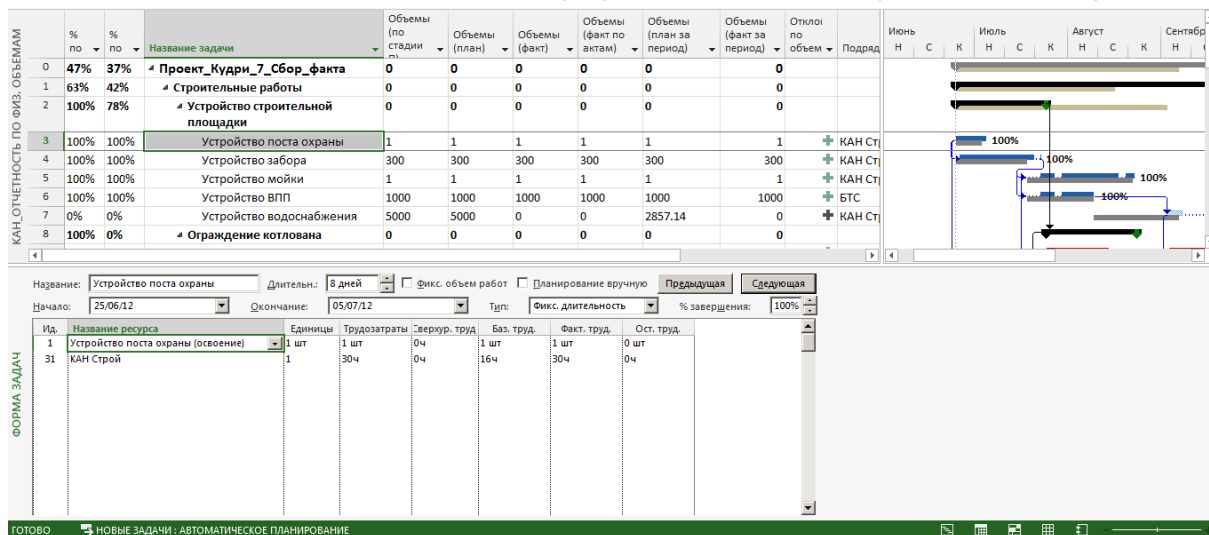 КАН_ОТЧЕТНОСТЬ ПО ФИЗ. ОБЪЕМАМ
% по % по Название задачи Объемы (по стадии П) Объемы (план) Объемы (факт) Объемы (факт по актам) Объемы (план за период) Объемы (факт за период) Отклон по объем Подряд
Июнь Июль Август Сентябр
Н С К Н С К Н С К Н
0 47% 37% Проект_Кудри_7_Сбор_факта 0 0 0 0 0 0
1 63% 42% Строительные работы 0 0 0 0 0 0
2 100% 78% Устройство строительной площадки 0 0 0 0 0 0
3 100% 100% Устройство поста охраны 1 1 1 1 1 1 КАН Ст 100%
4 100% 100% Устройство забора 300 300 300 300 300 300 КАН Ст 100%
5 100% 100% Устройство мойки 1 1 1 1 1 1 КАН Ст 100%
6 100% 100% Устройство ВПП 1000 1000 1000 1000 1000 1000 БТС 100%
7 0% 0% Устройство водоснабжения 5000 5000 0 0 2857.14 0 КАН Ст
8 100% 0% Ограждение котлована 0 0 0 0 0 0
ФОРМА ЗАДАЧ
Название: Устройство поста охраны Длительн.: 8 дней Фикс. объем работ Планирование вручную Предыдущая Следующая
Начало: 25/06/12 Окончание: 05/07/12 Тип: Фикс. длительность % завершения: 100%
Ид. Название ресурса Единицы Трудозатраты Сверхур. труд. Баз. труд. Факт. труд. Ост. труд.
1 Устройство поста охраны (освоение) 1 шт 1 шт 0ч 1 шт 1 шт 0 шт
31 КАН Строй 1 30ч 0ч 16ч 30ч 0ч
ГОТОВО НОВЫЕ ЗАДАЧИ : АВТОМАТИЧЕСКОЕ ПЛАНИРОВАНИЕ